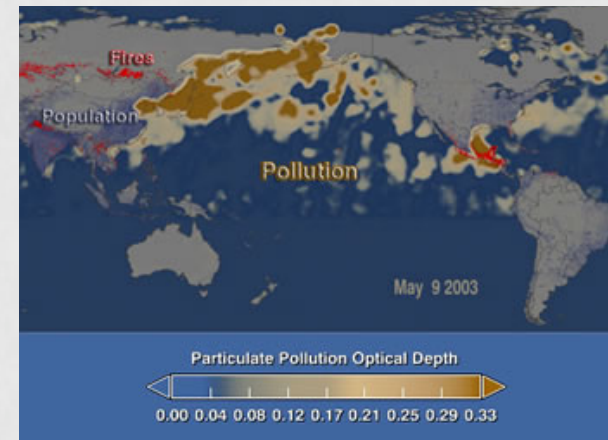 Fires
Population
Pollution
May 9 2003
Particulate Pollution Optical Depth
0.00 0.04 0.08 0.12 0.17 0.21 0.25 0.29 0.33